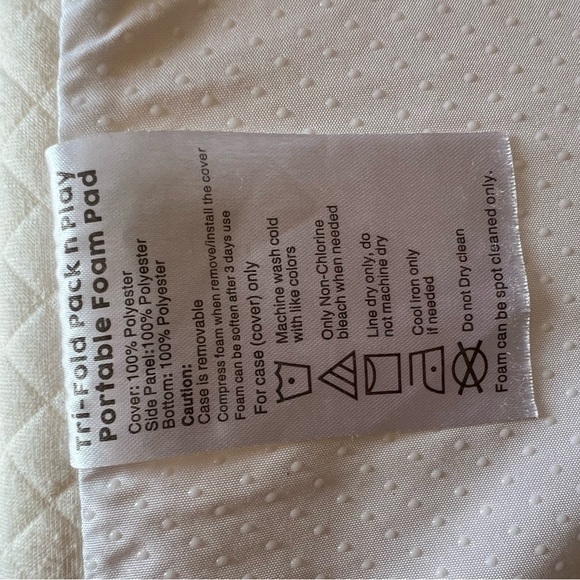 Tri-Fold Pack n Play
Portable Foam Pad
Cover: 100% Polyester
Side Panel:100% Polyester
Bottom: 100% Polyester
Caution:
Case is removable
Compress foam when remove/install the cover
Foam can be soften after 3 days use
For case (cover) only
Machine wash cold
with like colors
Only Non-Chlorine
bleach when needed
Line dry only, do
not machine dry
Cool Iron only
if needed
Do not Dry clean
Foam can be spot cleaned only.